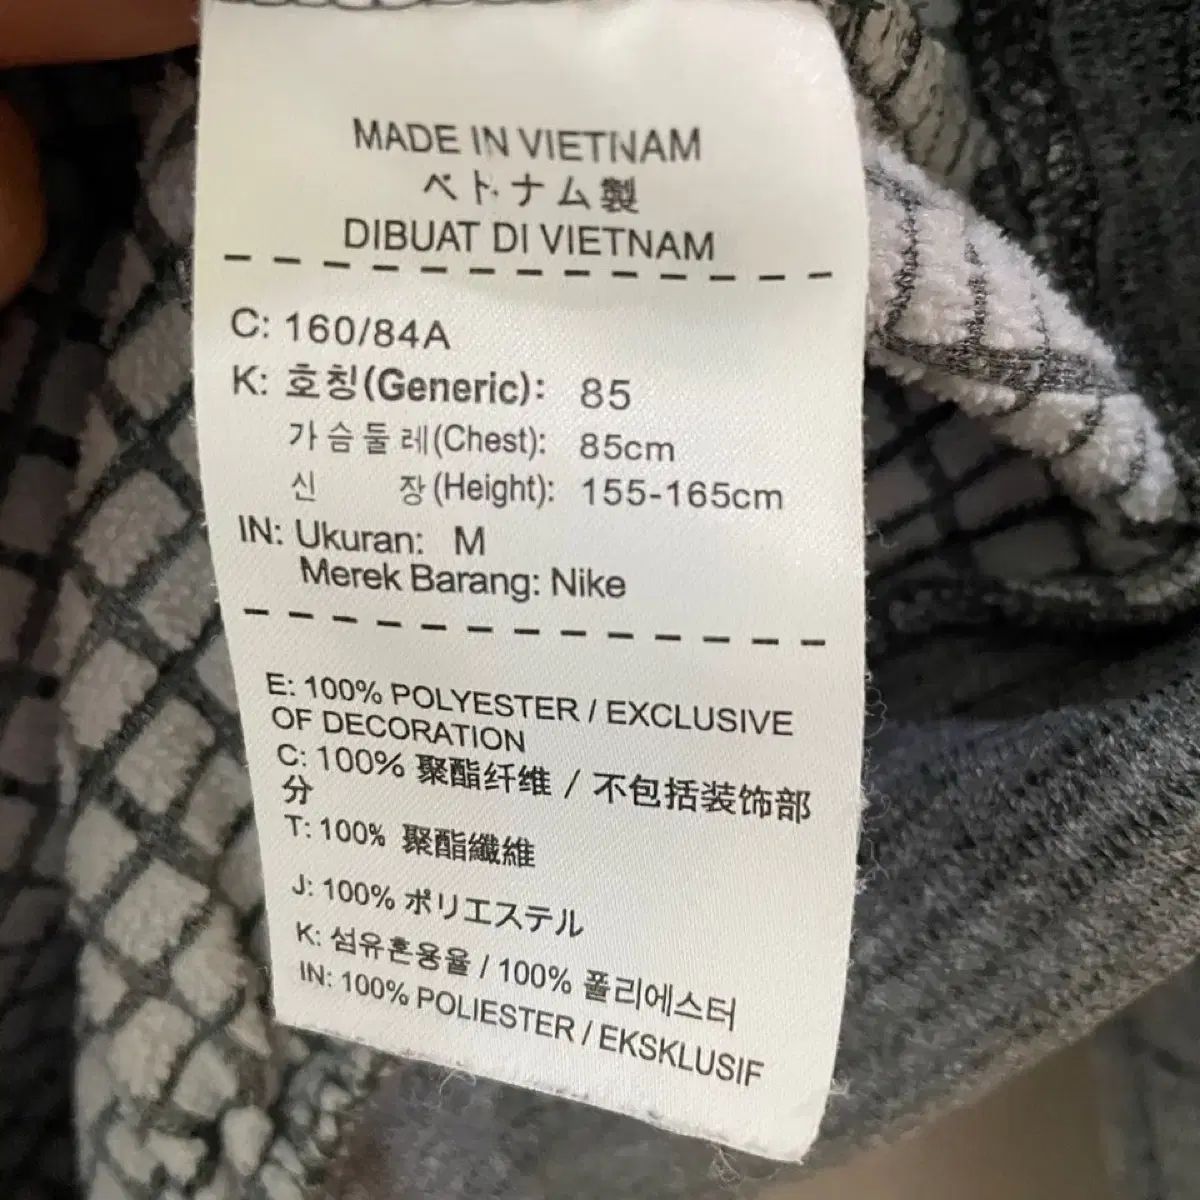 MADE IN VIETNAM
ベトナム製
DIBUAT DI VIETNAM
C: 160/84A
K: 호칭(Generic): 85
가슴둘레(Chest): 85cm
신 장(Height): 155-165cm
IN: Ukuran: M
Merek Barang: Nike
E: 100% POLYESTER / EXCLUSIVE
OF DECORATION
C: 100% 聚酯纤维 / 不包括装饰部
分
T: 100% 聚酯纖維
J: 100% ポリエステル
K: 섬유혼용율 / 100% 폴리에스터
IN: 100% POLIESTER / EKSKLUSIF